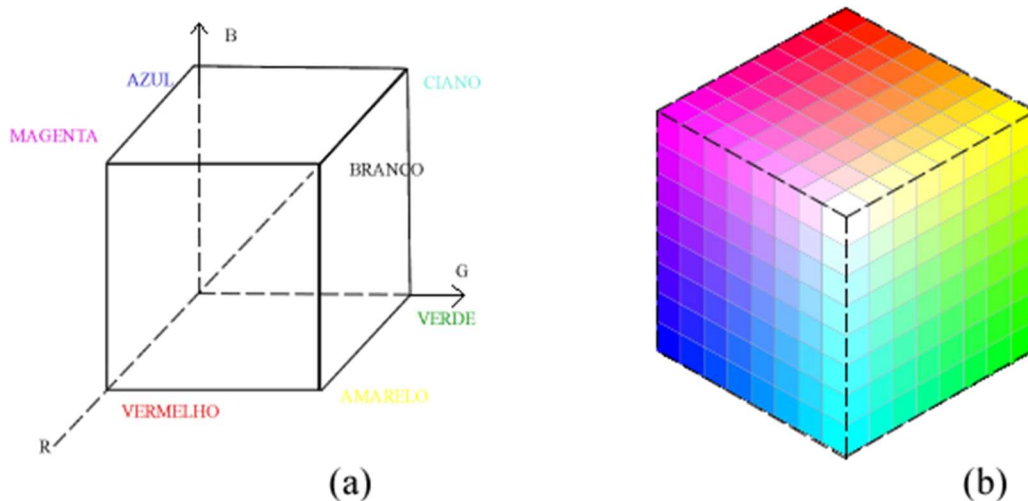 B
AZUL
CIANO
MAGENTA
BRANCO
G
VERDE
AMARELO
VERMELHO
R
(a)
(b)